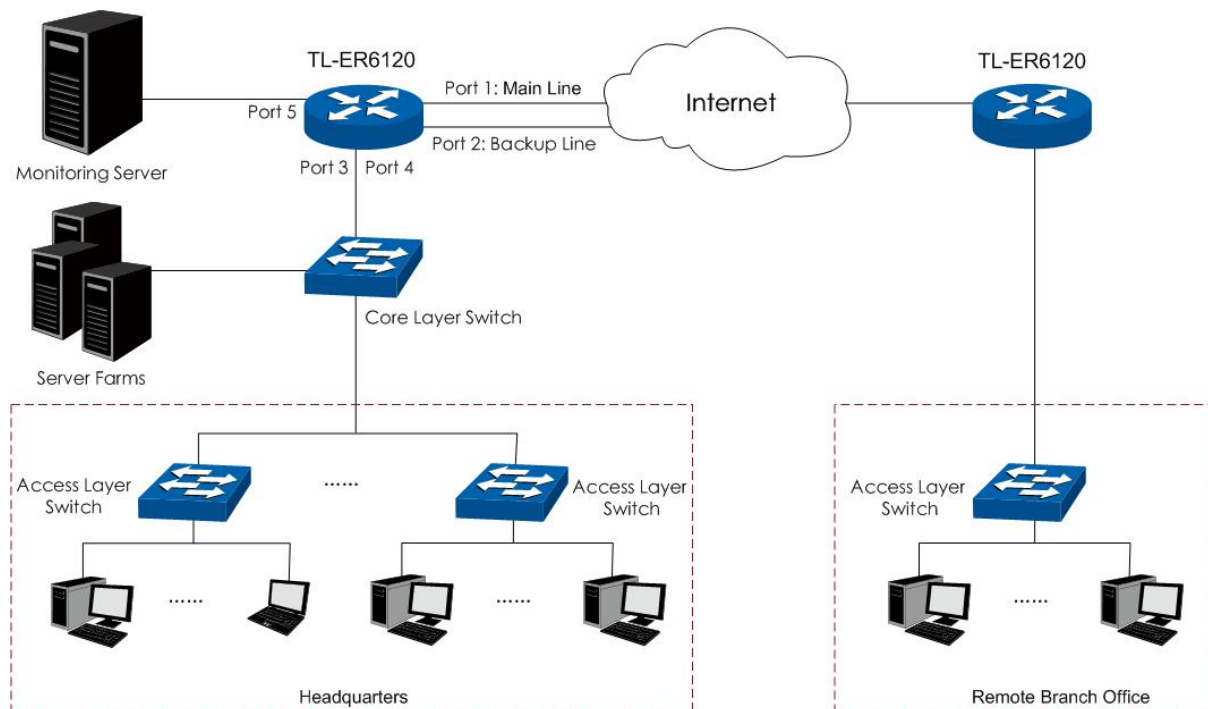 TL-ER6120
TL-ER6120
Port 1: Main Line
Internet
Port 5
Port 2: Backup Line
Monitoring Server
Port 3
Port 4
Core Layer Switch
Server Farms
......
......
Access Layer
Switch
Access Layer
Switch
Access Layer
Switch
......
......
......
Headquarters
Remote Branch Office